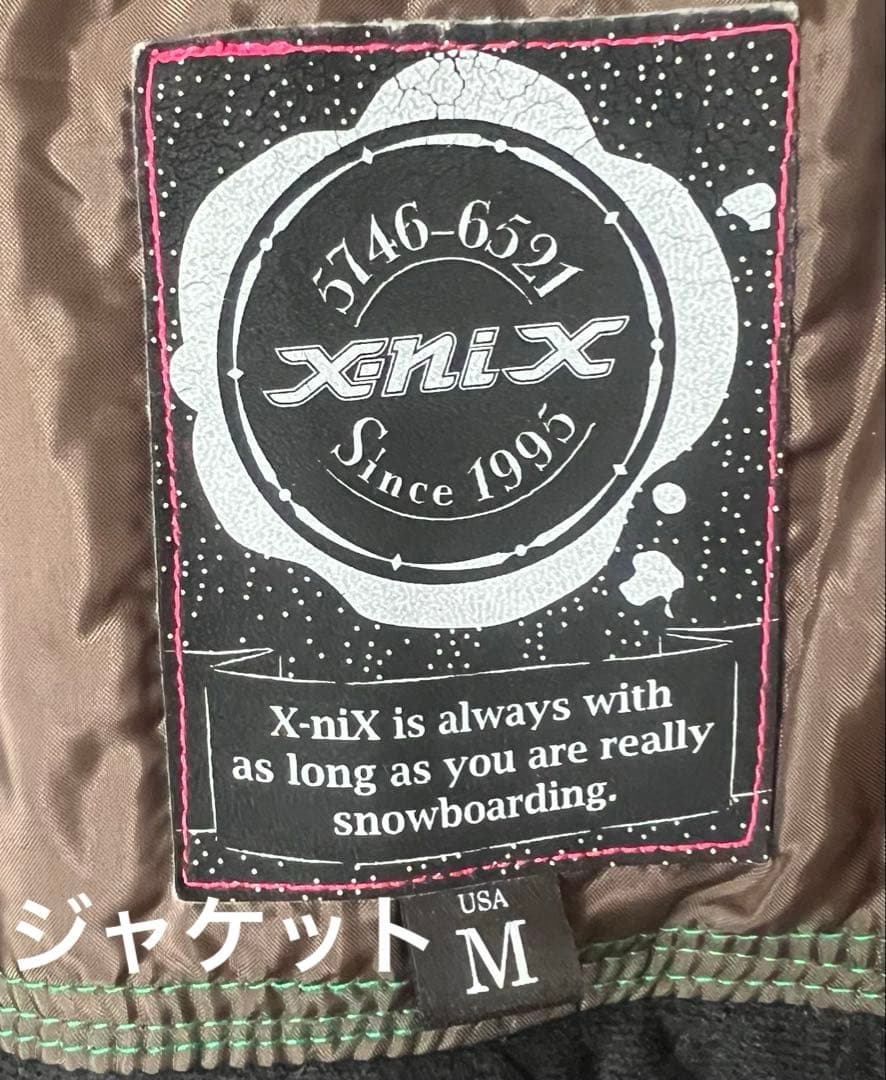 5746-6521
X-niX
Since 1995
X-niX is always with
as long as you are really
snowboarding.
USA
M
ジャケット